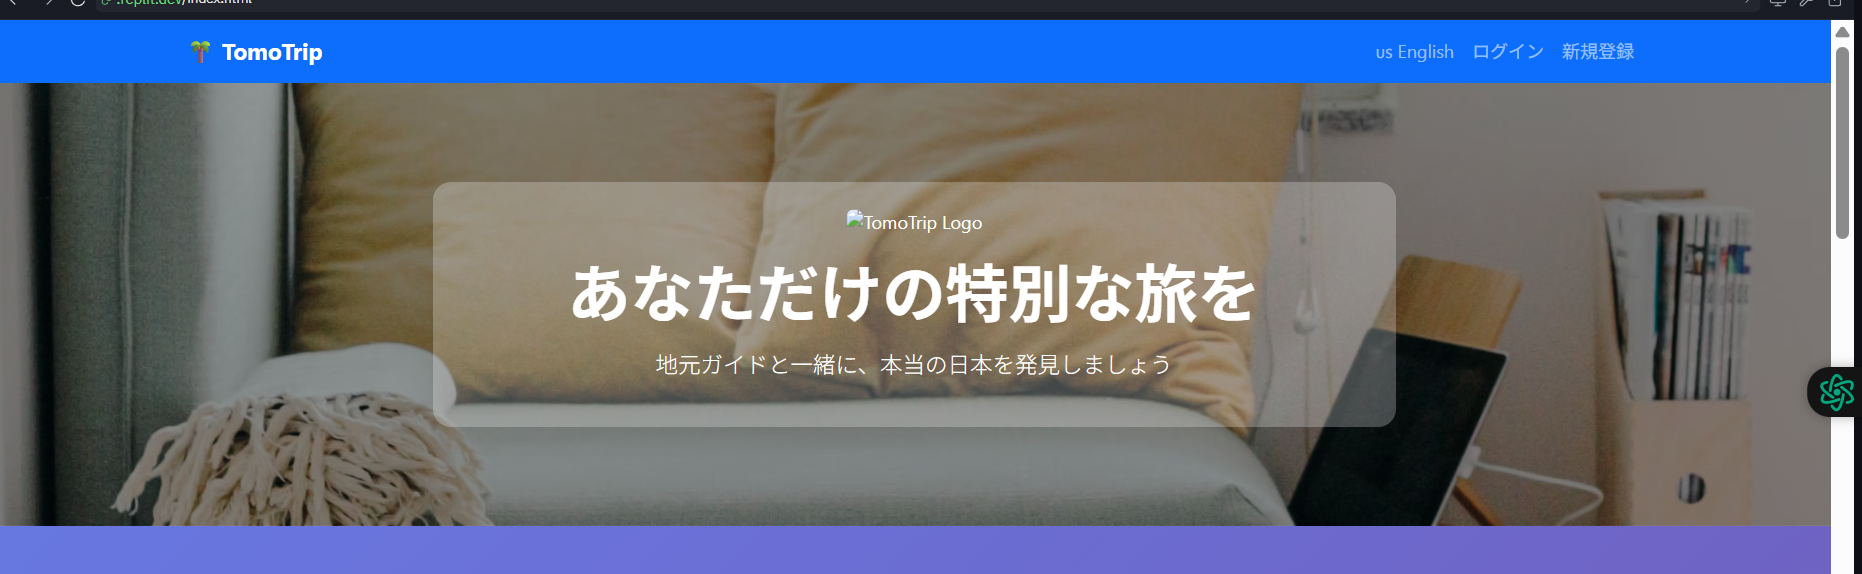 .replit.dev/index.html
TomoTrip
us English ログイン 新規登録
TomoTrip Logo
あなただけの特別な旅を
地元ガイドと一緒に、本当の日本を発見しましょう